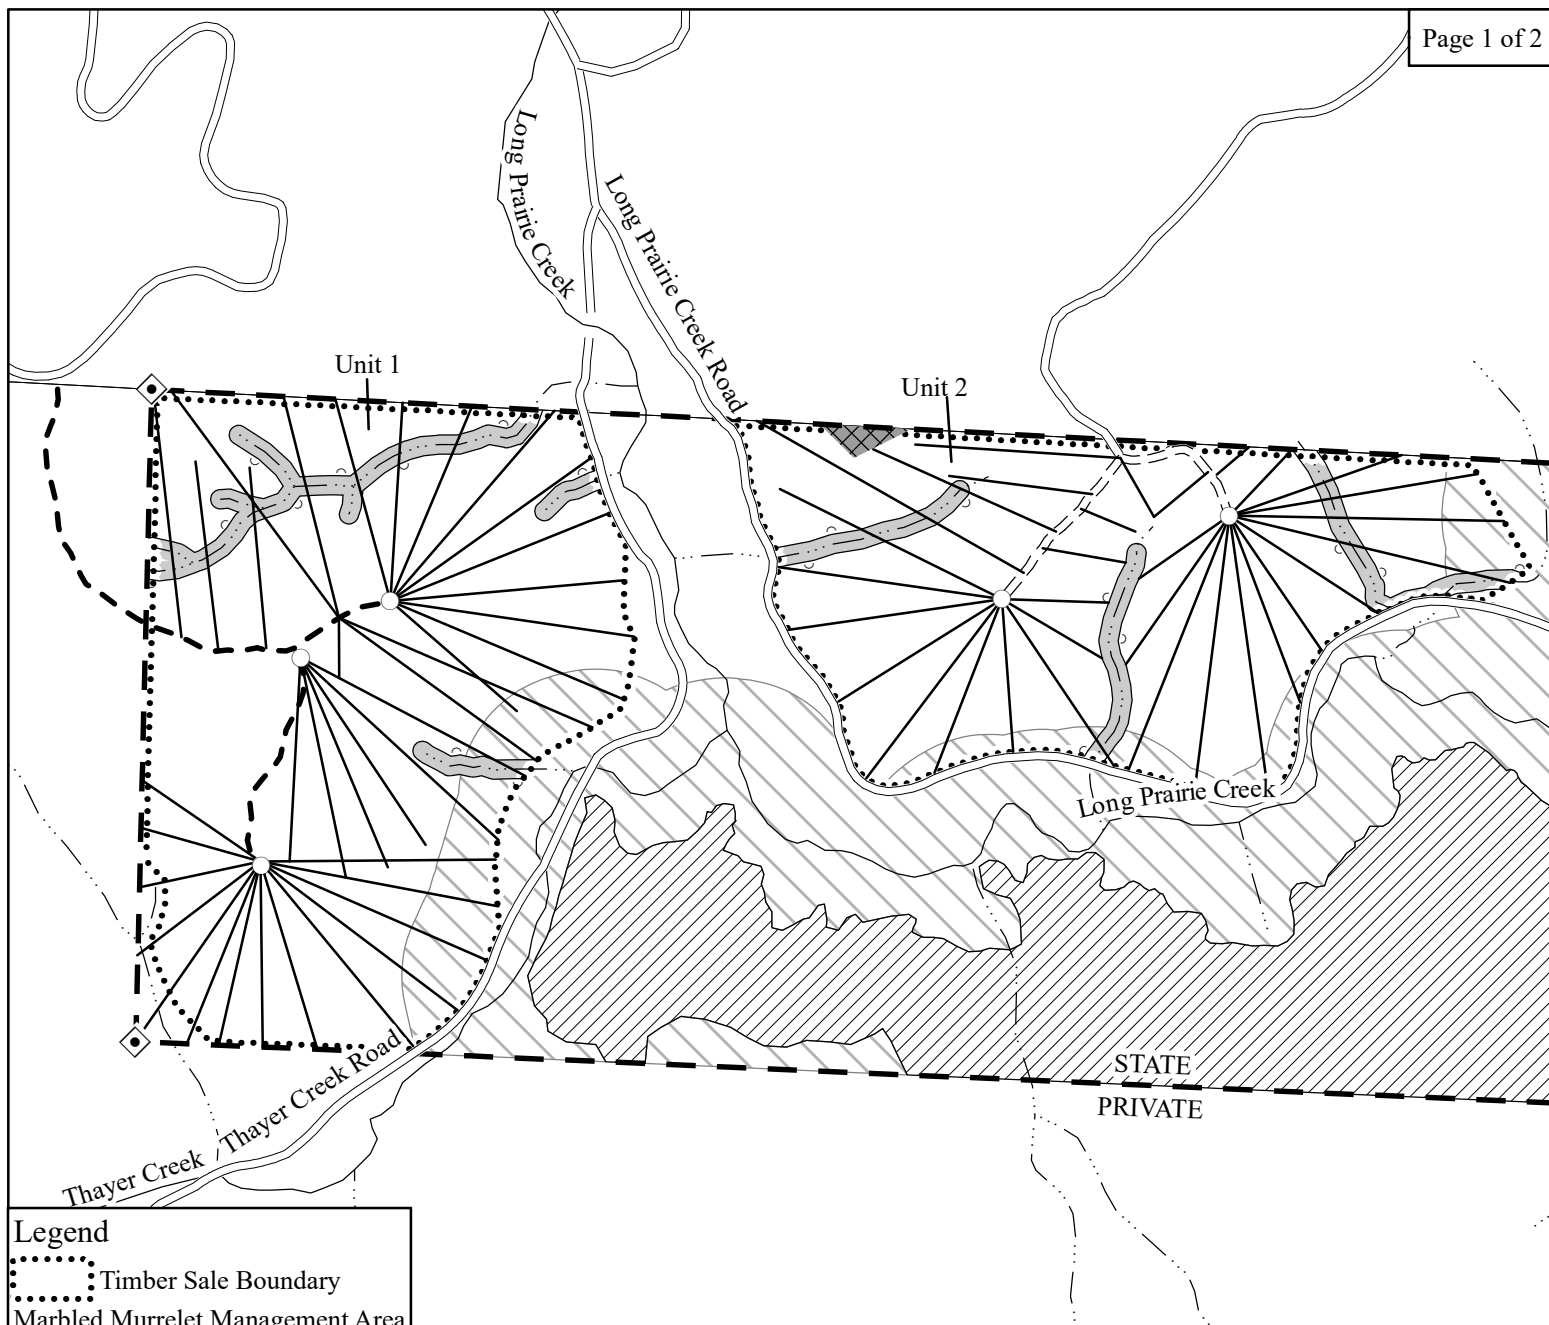 Page 1 of 2
Long Prairie Creek
Long Prairie Creek Road
Unit 1
Unit 2
Long Prairie Creek
STATE
PRIVATE
Thayer Creek Road
Thayer Creek
Legend
Timber Sale Boundary
Marbled Murrelet Management Area